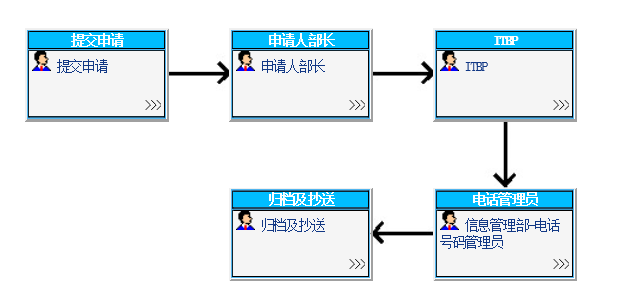 提交申请
提交申请
>>>
申请人部长
申请人部长
>>>
ITBP
ITBP
>>>
电话管理员
信息管理部-电话
号码管理员
>>>
归档及抄送
归档及抄送
>>>